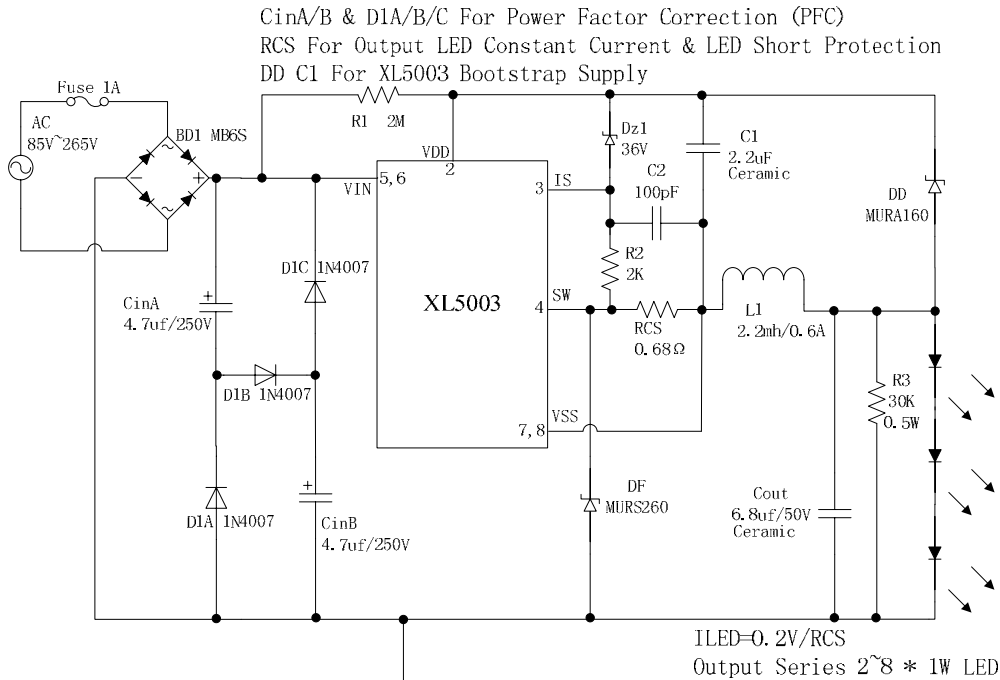 CinA/B & D1A/B/C For Power Factor Correction (PFC)
RCS For Output LED Constant Current & LED Short Protection
DD C1 For XL5003 Bootstrap Supply
Fuse 1A
AC
85V~265V
BD1 MB6S
R1 2M
VDD
2
VIN
5,6
3
IS
Dz1
36V
C2
100pF
C1
2.2uF
Ceramic
DD
MURA160
R2
2K
D1C 1N4007
CinA
4.7uf/250V
XL5003
4
SW
RCS
0.68Ω
L1
2.2mh/0.6A
D1B 1N4007
R3
30K
0.5W
7,8
VSS
D1A 1N4007
CinB
4.7uf/250V
DF
MURS260
Cout
6.8uf/50V
Ceramic
ILED=0.2V/RCS
Output Series 2~8 * 1W LED